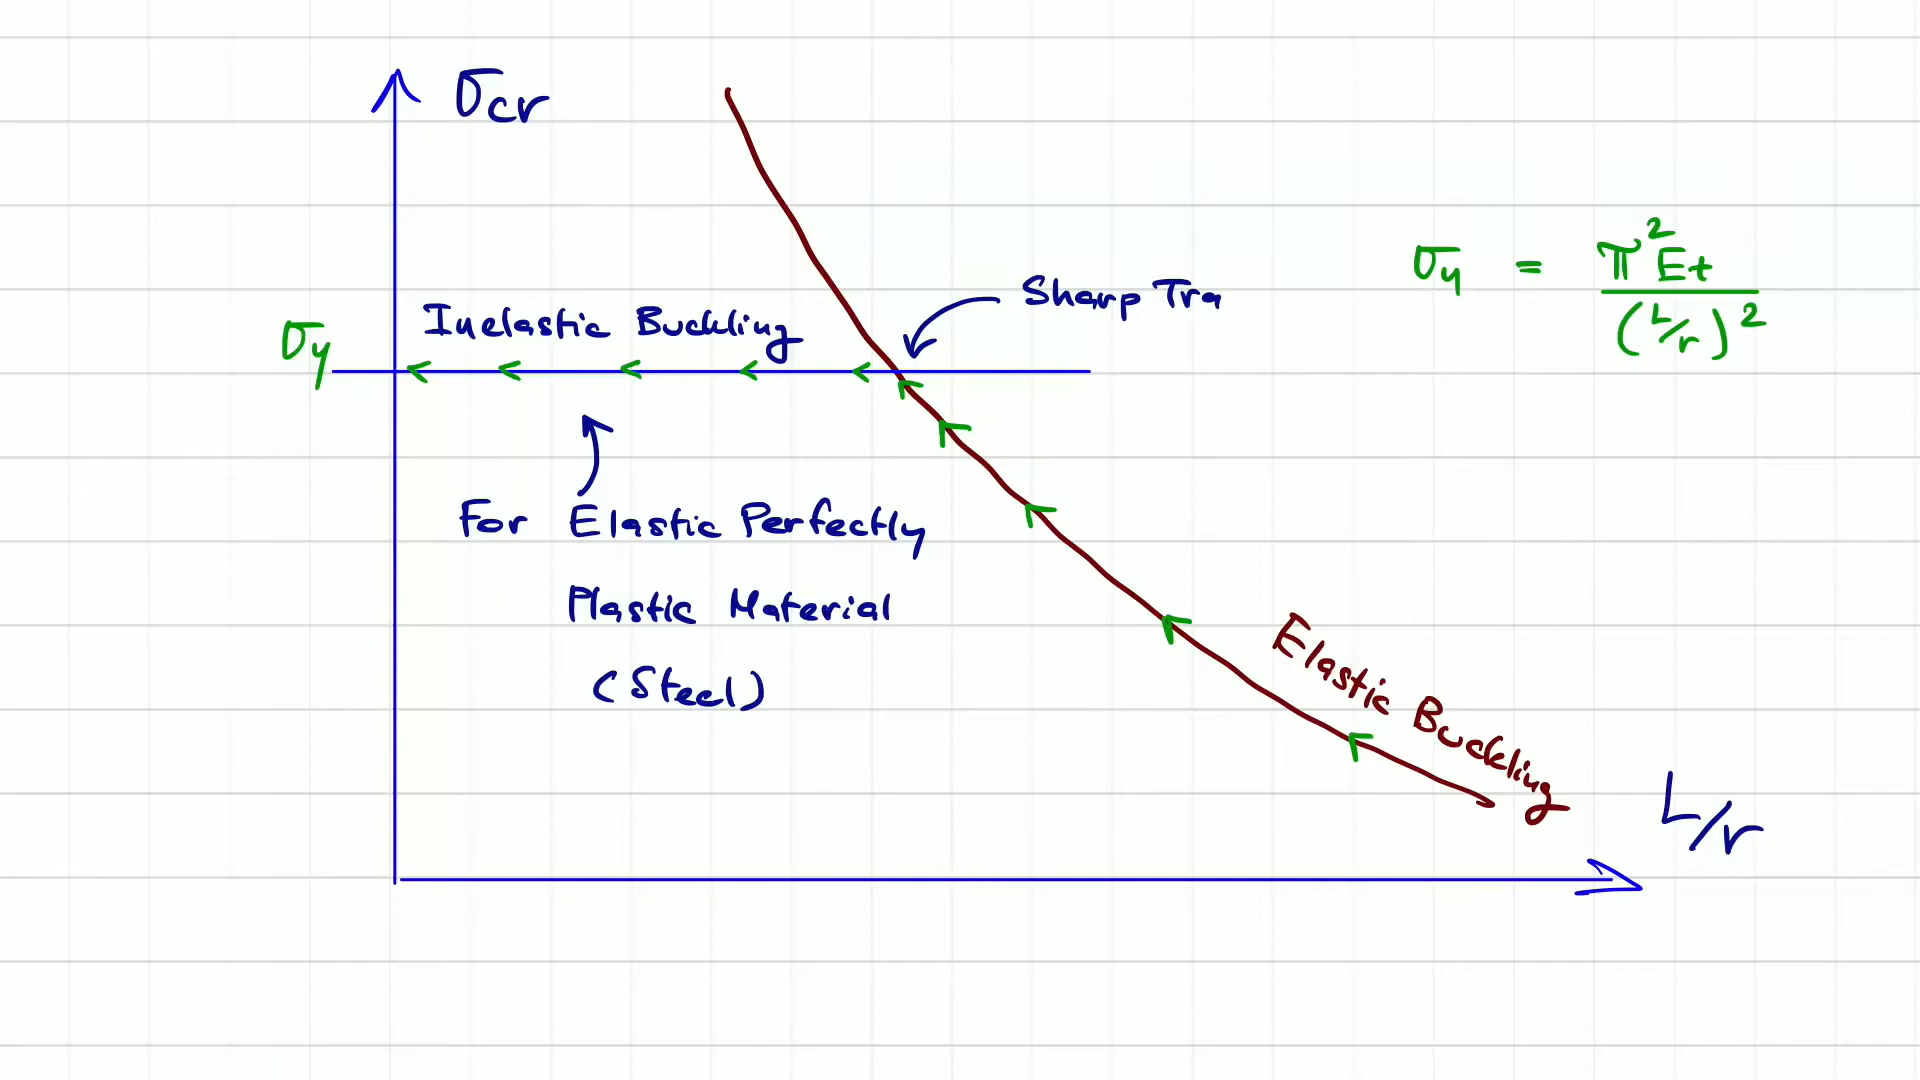 σcr
σy = π²Et
(L/r)²
Sharp Tra
Inelastic Buckling
σy
For Elastic Perfectly
Plastic Material
(Steel)
Elastic Buckling
L/r